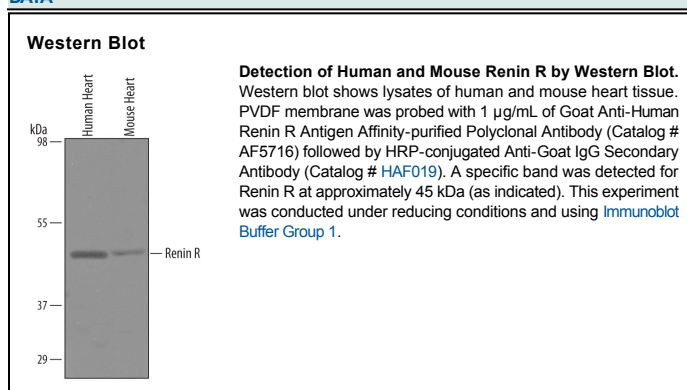 DATA
Western Blot
Human Heart
Mouse Heart
kDa
98
55
Renin R
37
29
Detection of Human and Mouse Renin R by Western Blot.
Western blot shows lysates of human and mouse heart tissue.
PVDF membrane was probed with 1 µg/mL of Goat Anti-Human
Renin R Antigen Affinity-purified Polyclonal Antibody (Catalog #
AF5716) followed by HRP-conjugated Anti-Goat IgG Secondary
Antibody (Catalog # HAF019). A specific band was detected for
Renin R at approximately 45 kDa (as indicated). This experiment
was conducted under reducing conditions and using Immunoblot
Buffer Group 1.